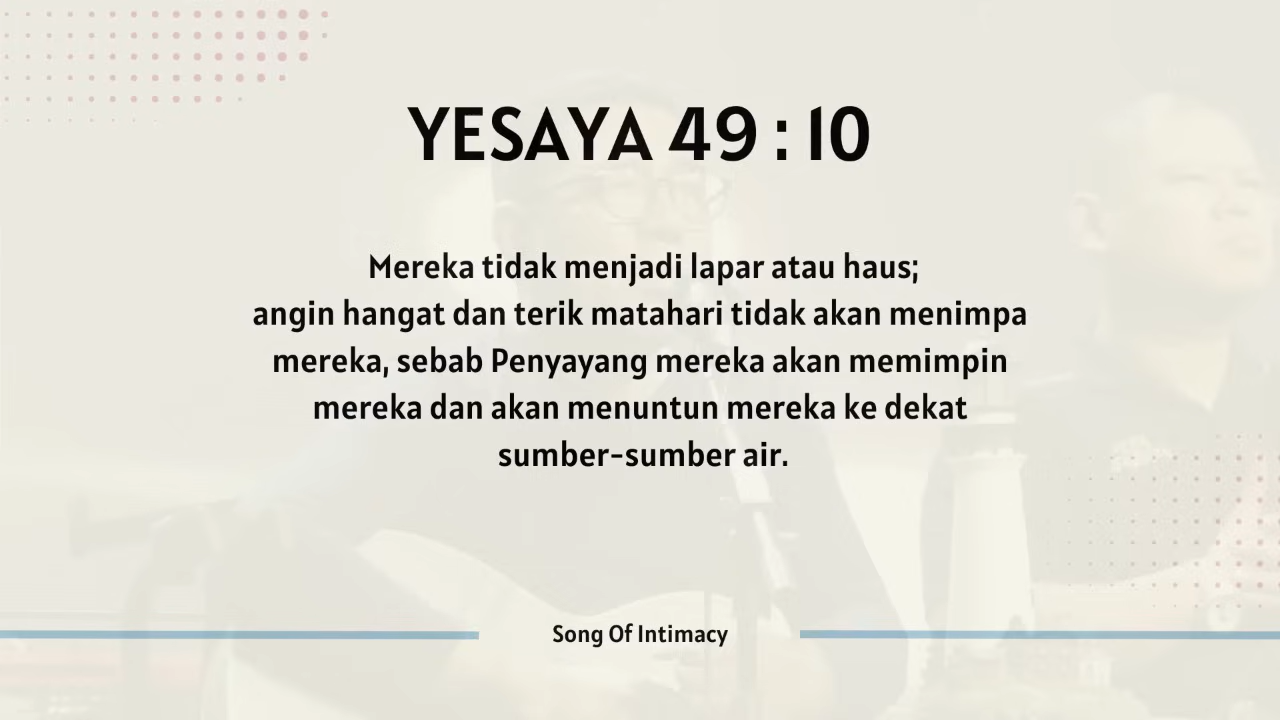 YESAYA 49 : 10
Mereka tidak menjadi lapar atau haus;
angin hangat dan terik matahari tidak akan menimpa
mereka, sebab Penyayang mereka akan memimpin
mereka dan akan menuntun mereka ke dekat
sumber-sumber air.
Song Of Intimacy